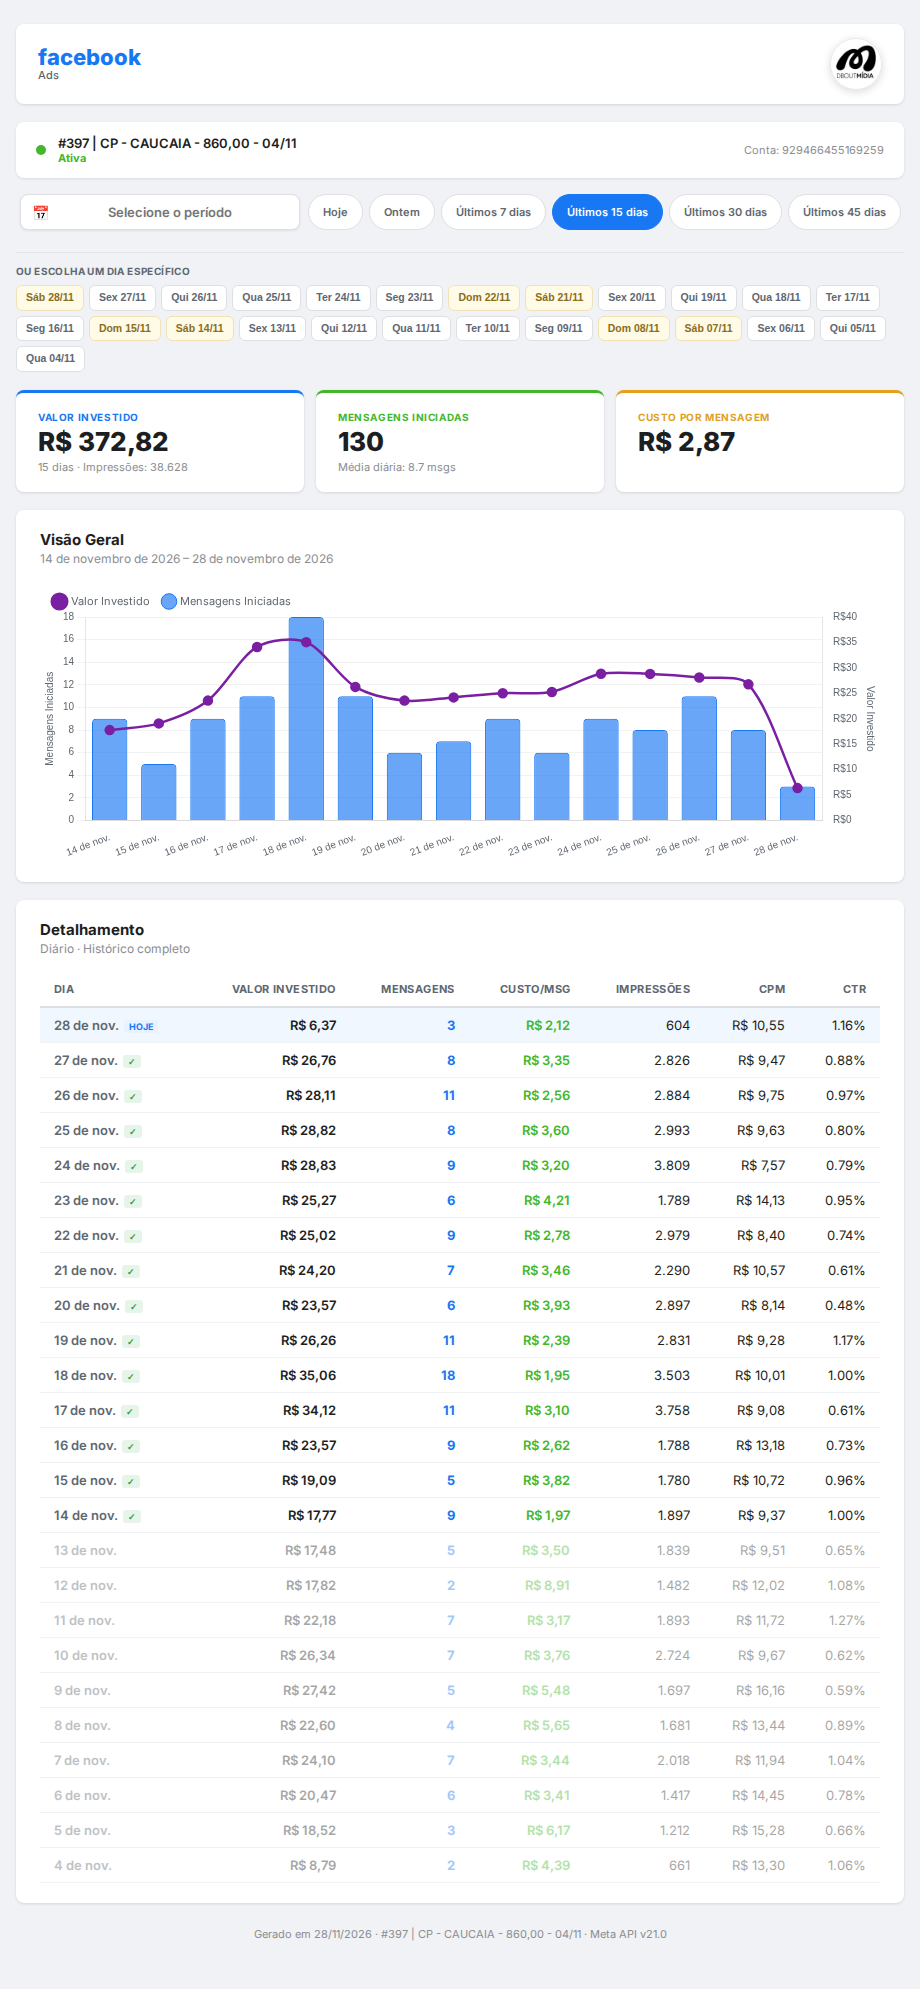 facebook
Ads
DBOUTMÍDIA
#397 | CP - CAUCAIA - 860,00 - 04/11
Ativa
Conta: 929466455169259
Selecione o período
Hoje
Ontem
Últimos 7 dias
Últimos 15 dias
Últimos 30 dias
Últimos 45 dias
OU ESCOLHA UM DIA ESPECÍFICO
Sáb 28/11 Sex 27/11 Qui 26/11 Qua 25/11 Ter 24/11 Seg 23/11 Dom 22/11 Sáb 21/11 Sex 20/11 Qui 19/11 Qua 18/11 Ter 17/11
Seg 16/11 Dom 15/11 Sáb 14/11 Sex 13/11 Qui 12/11 Qua 11/11 Ter 10/11 Seg 09/11 Dom 08/11 Sáb 07/11 Sex 06/11 Qui 05/11
Qua 04/11
VALOR INVESTIDO
R$ 372,82
15 dias · Impressões: 38.628
MENSAGENS INICIADAS
130
Média diária: 8.7 msgs
CUSTO POR MENSAGEM
R$ 2,87
Visão Geral
14 de novembro de 2026 – 28 de novembro de 2026
Valor Investido Mensagens Iniciadas
Mensagens Iniciadas
18
16
14
12
10
8
6
4
2
0
R$40
R$35
R$30
R$25
R$20
R$15
R$10
R$5
R$0
Valor Investido
14 de nov. 15 de nov. 16 de nov. 17 de nov. 18 de nov. 19 de nov. 20 de nov. 21 de nov. 22 de nov. 23 de nov. 24 de nov. 25 de nov. 26 de nov. 27 de nov. 28 de nov.
Detalhamento
Diário · Histórico completo
DIA VALOR INVESTIDO MENSAGENS CUSTO/MSG IMPRESSÕES CPM CTR
28 de nov. HOJE R$ 6,37 3 R$ 2,12 604 R$ 10,55 1.16%
27 de nov. ✓ R$ 26,76 8 R$ 3,35 2.826 R$ 9,47 0.88%
26 de nov. ✓ R$ 28,11 11 R$ 2,56 2.884 R$ 9,75 0.97%
25 de nov. ✓ R$ 28,82 8 R$ 3,60 2.993 R$ 9,63 0.80%
24 de nov. ✓ R$ 28,83 9 R$ 3,20 3.809 R$ 7,57 0.79%
23 de nov. ✓ R$ 25,27 6 R$ 4,21 1.789 R$ 14,13 0.95%
22 de nov. ✓ R$ 25,02 9 R$ 2,78 2.979 R$ 8,40 0.74%
21 de nov. ✓ R$ 24,20 7 R$ 3,46 2.290 R$ 10,57 0.61%
20 de nov. ✓ R$ 23,57 6 R$ 3,93 2.897 R$ 8,14 0.48%
19 de nov. ✓ R$ 26,26 11 R$ 2,39 2.831 R$ 9,28 1.17%
18 de nov. ✓ R$ 35,06 18 R$ 1,95 3.503 R$ 10,01 1.00%
17 de nov. ✓ R$ 34,12 11 R$ 3,10 3.758 R$ 9,08 0.61%
16 de nov. ✓ R$ 23,57 9 R$ 2,62 1.788 R$ 13,18 0.73%
15 de nov. ✓ R$ 19,09 5 R$ 3,82 1.780 R$ 10,72 0.96%
14 de nov. ✓ R$ 17,77 9 R$ 1,97 1.897 R$ 9,37 1.00%
13 de nov. R$ 17,48 5 R$ 3,50 1.839 R$ 9,51 0.65%
12 de nov. R$ 17,82 2 R$ 8,91 1.482 R$ 12,02 1.08%
11 de nov. R$ 22,18 7 R$ 3,17 1.893 R$ 11,72 1.27%
10 de nov. R$ 26,34 7 R$ 3,76 2.724 R$ 9,67 0.62%
9 de nov. R$ 27,42 5 R$ 5,48 1.697 R$ 16,16 0.59%
8 de nov. R$ 22,60 4 R$ 5,65 1.681 R$ 13,44 0.89%
7 de nov. R$ 24,10 7 R$ 3,44 2.018 R$ 11,94 1.04%
6 de nov. R$ 20,47 6 R$ 3,41 1.417 R$ 14,45 0.78%
5 de nov. R$ 18,52 3 R$ 6,17 1.212 R$ 15,28 0.66%
4 de nov. R$ 8,79 2 R$ 4,39 661 R$ 13,30 1.06%
Gerado em 28/11/2026 · #397 | CP - CAUCAIA - 860,00 - 04/11 · Meta API v21.0